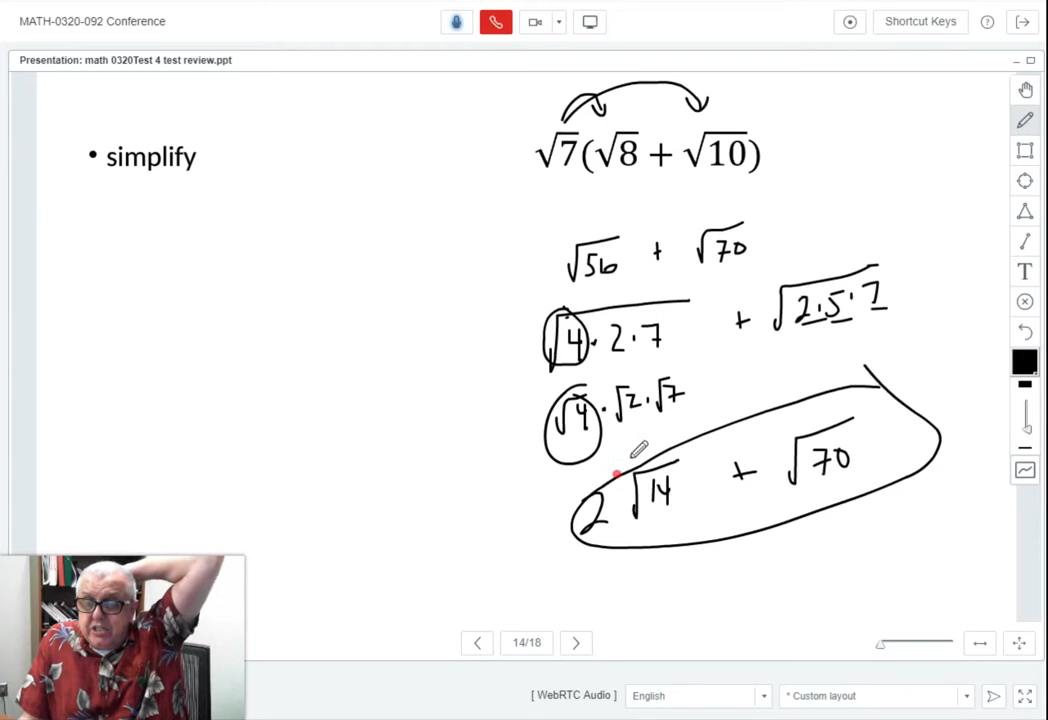 MATH-0320-092 Conference
Shortcut Keys
Presentation: math 0320Test 4 test review.ppt
• simplify
√7(√8 + √10)
√56 + √70
√4·2·7 + √2·5·7
√4·√2·√7
2√14 + √70
T
14/18
[ WebRTC Audio ]
English
* Custom layout